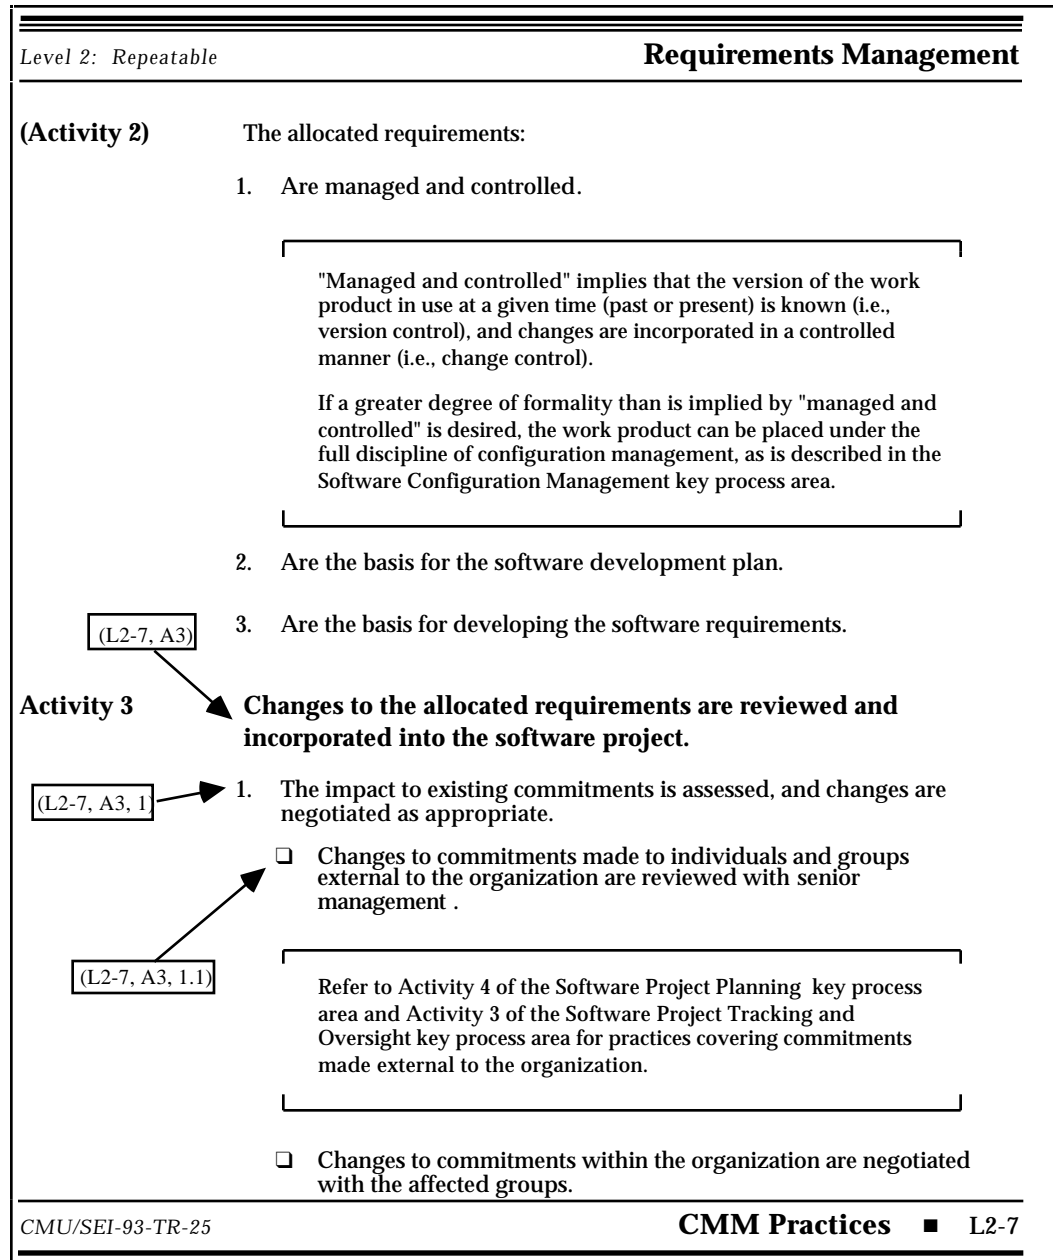 Level 2: Repeatable Requirements Management
(Activity 2) The allocated requirements:
1. Are managed and controlled.
"Managed and controlled" implies that the version of the work
product in use at a given time (past or present) is known (i.e.,
version control), and changes are incorporated in a controlled
manner (i.e., change control).
If a greater degree of formality than is implied by "managed and
controlled" is desired, the work product can be placed under the
full discipline of configuration management, as is described in the
Software Configuration Management key process area.
2. Are the basis for the software development plan.
(L2-7, A3)
3. Are the basis for developing the software requirements.
Activity 3 Changes to the allocated requirements are reviewed and
incorporated into the software project.
(L2-7, A3, 1)
1. The impact to existing commitments is assessed, and changes are
negotiated as appropriate.
❑ Changes to commitments made to individuals and groups
external to the organization are reviewed with senior
management .
(L2-7, A3, 1.1)
Refer to Activity 4 of the Software Project Planning key process
area and Activity 3 of the Software Project Tracking and
Oversight key process area for practices covering commitments
made external to the organization.
❑ Changes to commitments within the organization are negotiated
with the affected groups.
CMU/SEI-93-TR-25 CMM Practices ■ L2-7